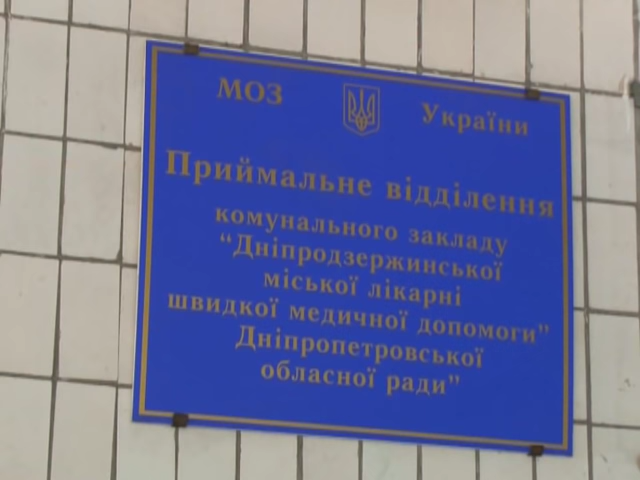 МОЗ України
Приймальне відділення
комунального закладу
“Дніпродзержинської
міської лікарні
швидкої медичної допомоги”
Дніпропетровської
обласної ради”